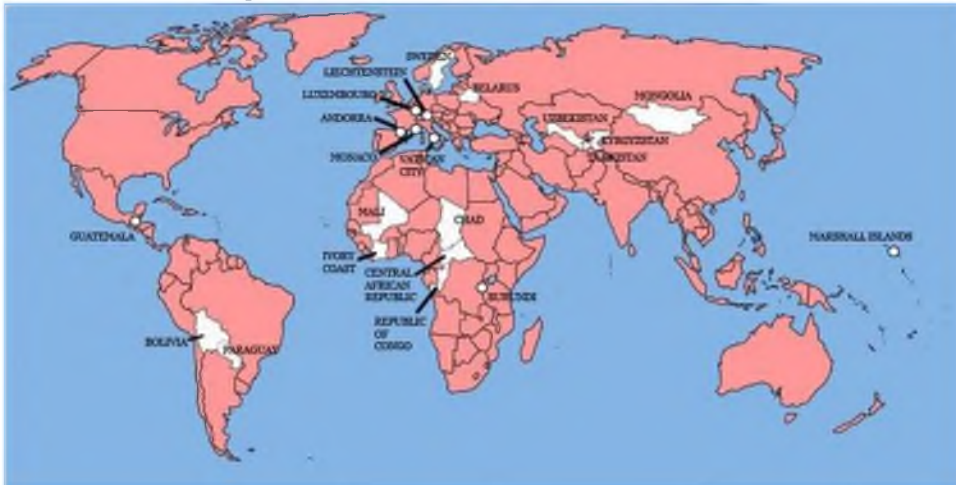 SWEDEN
LIECHTENSTEIN
LUXEMBOURG
BELARUS
MONGOLIA
ANDORRA
UZBEKISTAN
MONACO
VATICAN
CITY
KYRGYZSTAN
MALI
CHAD
GUATEMALA
MARSHALL ISLANDS
IVORY
COAST
CENTRAL
AFRICAN
REPUBLIC
BURUNDI
REPUBLIC
OF
CONGO
BOLIVIA
PARAGUAY